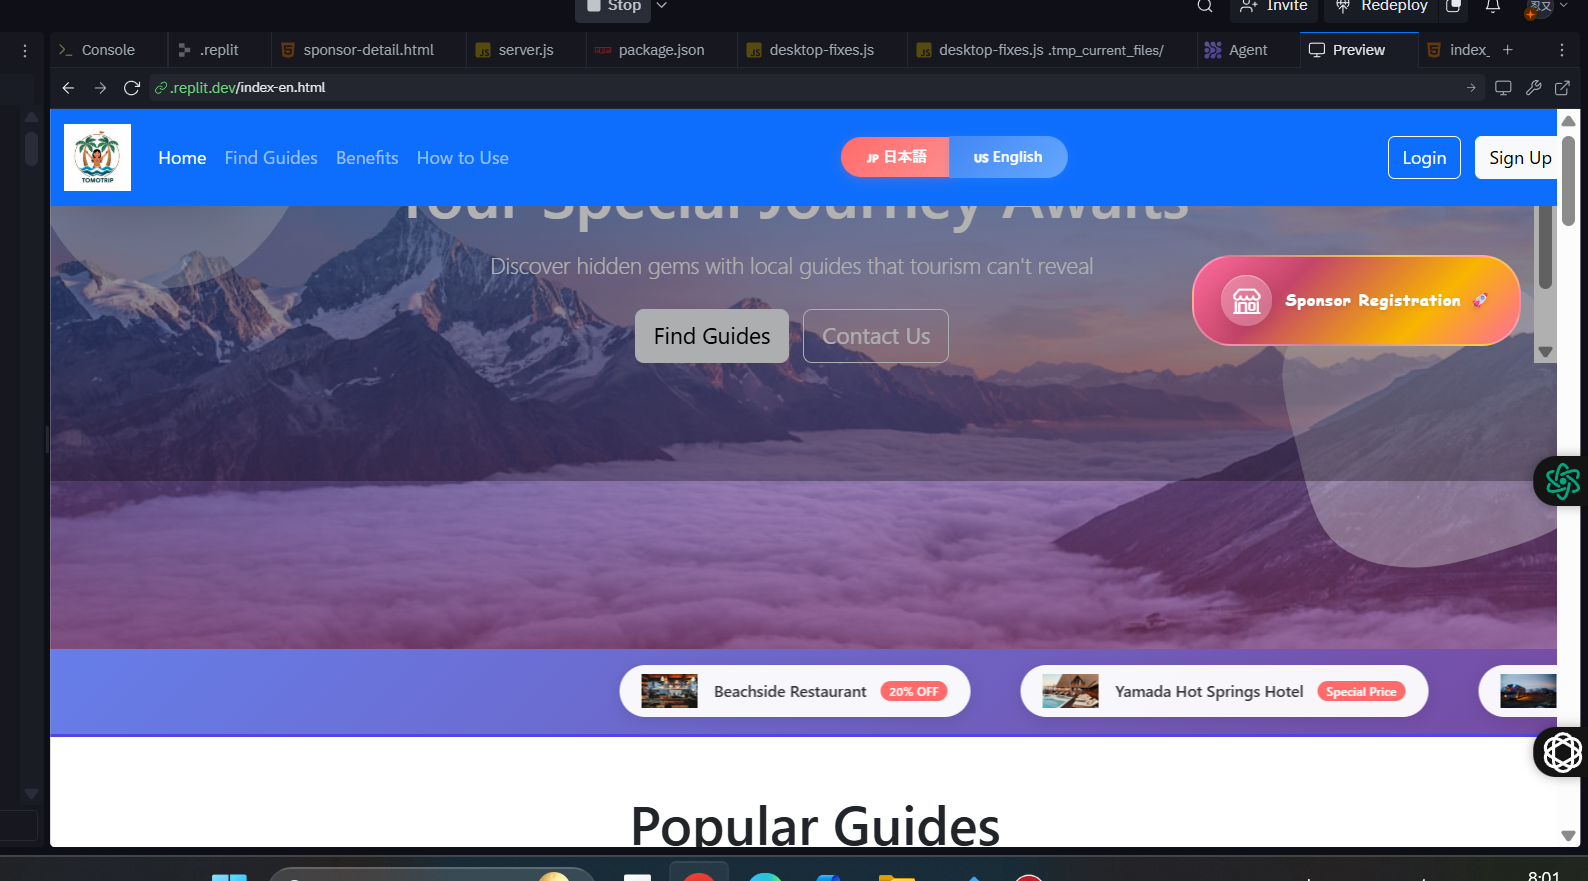 Stop
Invite
Redeploy
Console
.replit
sponsor-detail.html
server.js
package.json
desktop-fixes.js
desktop-fixes.js .tmp_current_files/
Agent
Preview
index_
.replit.dev/index-en.html
TOMOTRIP
Home
Find Guides
Benefits
How to Use
JP 日本語
US English
Login
Sign Up
Your Special Journey Awaits
Discover hidden gems with local guides that tourism can't reveal
Find Guides
Contact Us
Sponsor Registration 🚀
Beachside Restaurant
20% OFF
Yamada Hot Springs Hotel
Special Price
Popular Guides
8:01